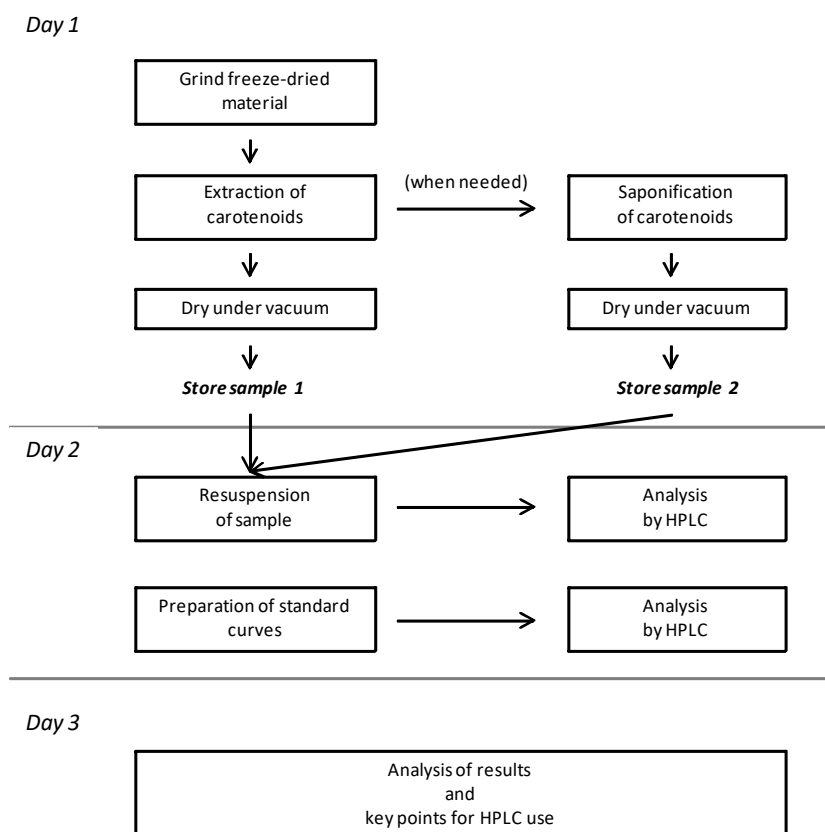 Day 1
Grind freeze-dried
material
Extraction of
carotenoids
(when needed)
Saponification
of carotenoids
Dry under vacuum
Dry under vacuum
Store sample 1
Store sample 2
Day 2
Resuspension
of sample
Analysis
by HPLC
Preparation of standard
curves
Analysis
by HPLC
Day 3
Analysis of results
and
key points for HPLC use